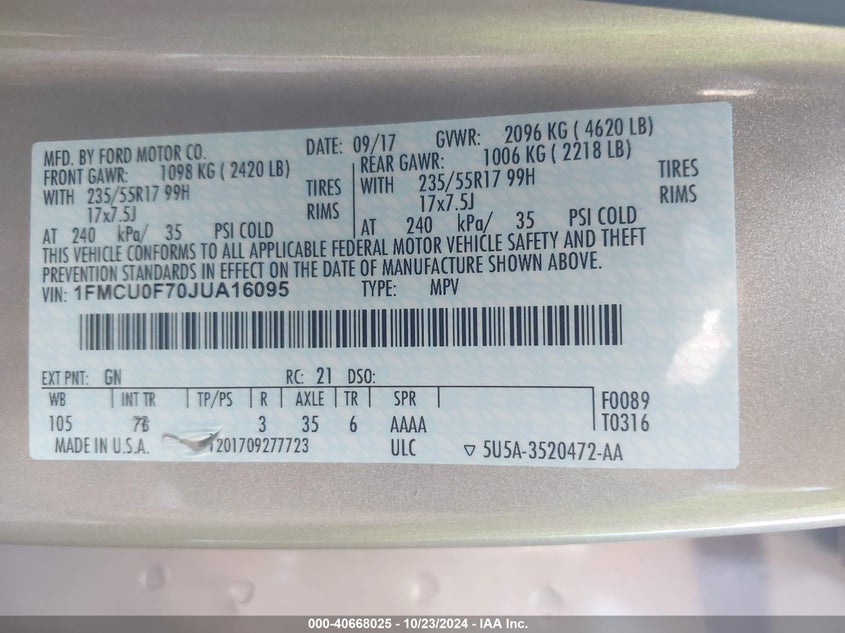 MFD. BY FORD MOTOR CO. DATE: 09/17 GVWR: 2096 KG ( 4620 LB)
FRONT GAWR: 1098 KG ( 2420 LB) REAR GAWR: 1006 KG ( 2218 LB)
WITH 235/55R17 99H TIRES WITH 235/55R17 99H TIRES
17x7.5J RIMS 17x7.5J RIMS
AT 240 kPa/ 35 PSI COLD AT 240 kPa/ 35 PSI COLD
THIS VEHICLE CONFORMS TO ALL APPLICABLE FEDERAL MOTOR VEHICLE SAFETY AND THEFT
PREVENTION STANDARDS IN EFFECT ON THE DATE OF MANUFACTURE SHOWN ABOVE.
VIN: 1FMCU0F70JUA16095 TYPE: MPV
EXT PNT: GN RC: 21 DSO:
WB INT TR TP/PS R AXLE TR SPR F0089
105 3 35 6 AAAA T0316
MADE IN U.S.A. T201709277723 ULC ▽ 5U5A-3520472-AA
000-40668025 - 10/23/2024 - IAA Inc.